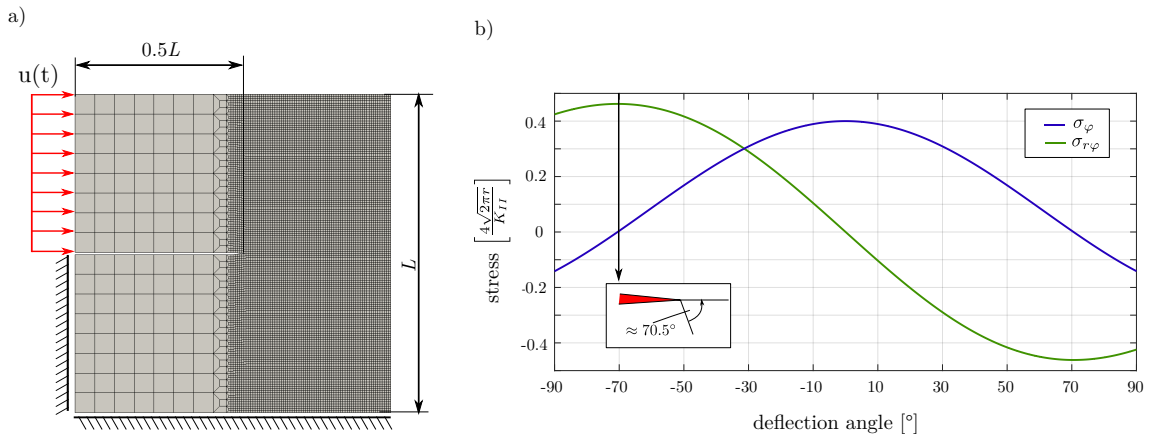 a)
0.5L
u(t)
L
b)
stress [4√2πr / K_II]
0.4
0.2
0
-0.2
-0.4
σ_φ
σ_rφ
≈ 70.5°
-90 -70 -50 -30 -10 10 30 50 70 90
deflection angle [°]